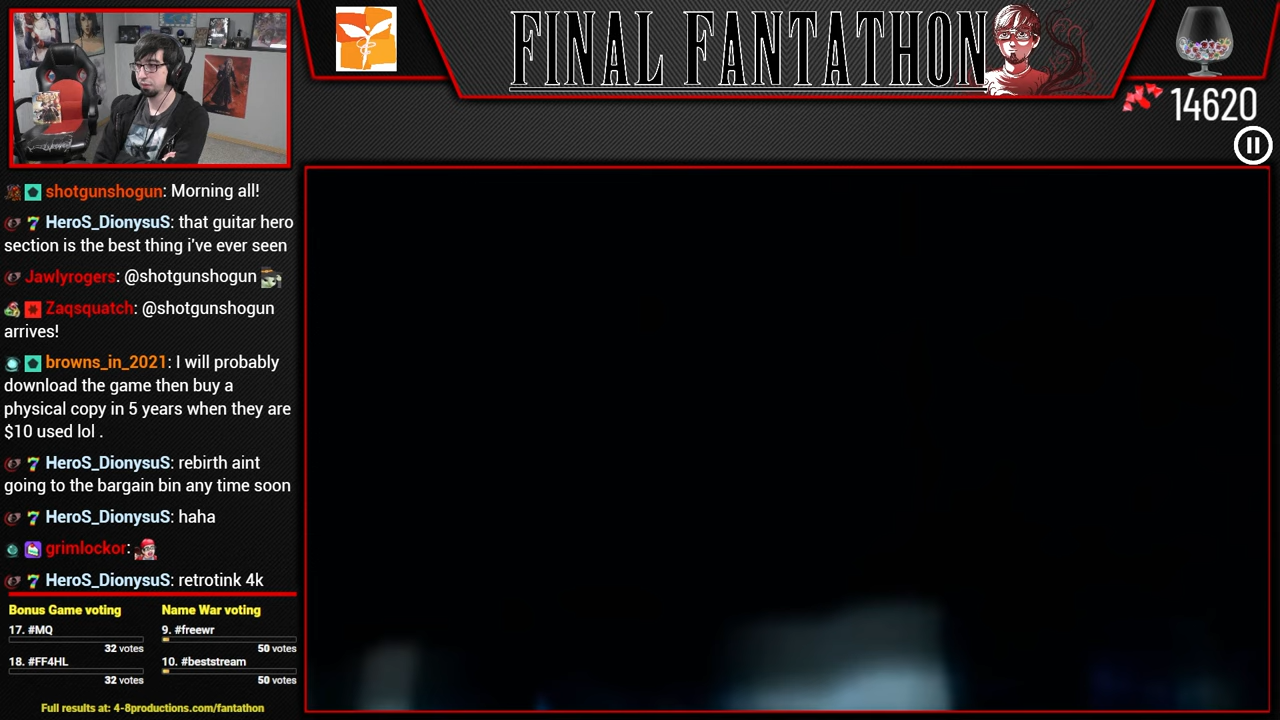 FINAL FANTATHON
14620
shotgunshogun: Morning all!
HeroS_DionysuS: that guitar hero
section is the best thing i've ever seen
Jawlyrogers: @shotgunshogun
Zaqsquatch: @shotgunshogun
arrives!
browns_in_2021: I will probably
download the game then buy a
physical copy in 5 years when they are
$10 used lol .
HeroS_DionysuS: rebirth aint
going to the bargain bin any time soon
HeroS_DionysuS: haha
grimlockor:
HeroS_DionysuS: retrotink 4k
Bonus Game voting
17. #MQ
32 votes
18. #FF4HL
32 votes
Name War voting
9. #freewr
50 votes
10. #beststream
50 votes
Full results at: 4-8productions.com/fantathon